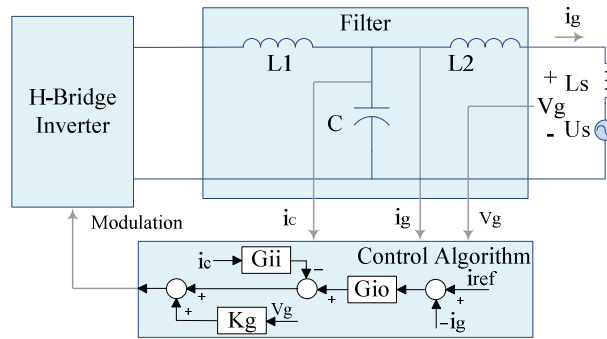 Filter
ig
L1
L2
H-Bridge
Inverter
C
+ Ls
Vg
- Us
Modulation
ic
ig
Vg
Control Algorithm
ic
Gii
-
iref
+
+
Gio
+
+
Kg
Vg
+
-ig